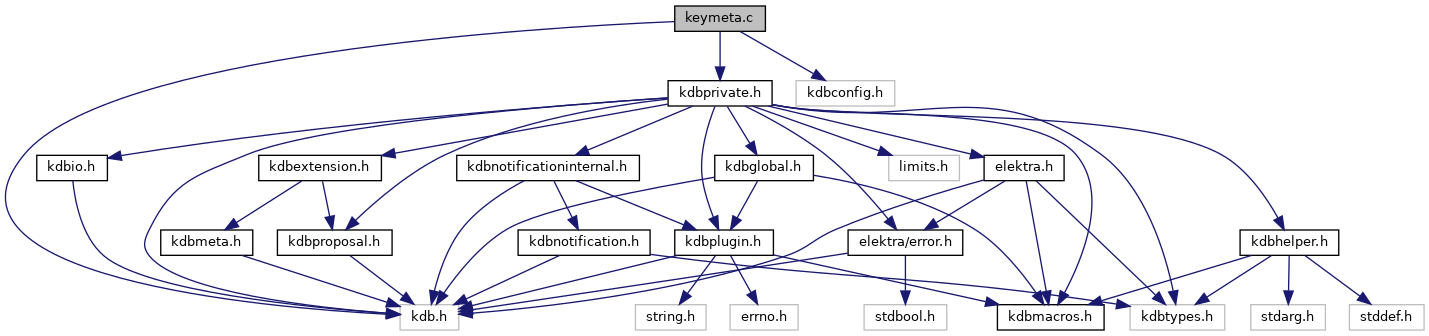 keymeta.c
kdbprivate.h
kdbconfig.h
kdbio.h
kdbextension.h
kdbnotificationinternal.h
kdbglobal.h
limits.h
elektra.h
kdbmeta.h
kdbproposal.h
kdbnotification.h
kdbplugin.h
elektra/error.h
kdbhelper.h
kdb.h
string.h
errno.h
stdbool.h
kdbmacros.h
kdbtypes.h
stdarg.h
stddef.h